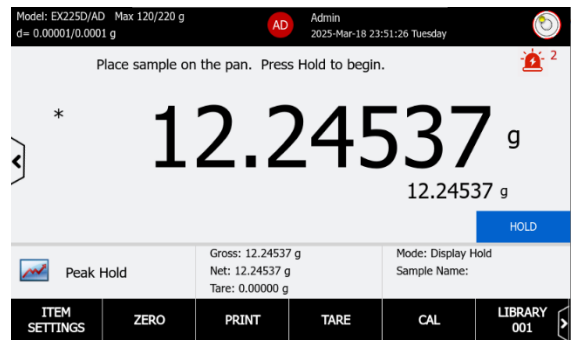 Model: EX225D/AD Max 120/220 g
d= 0.00001/0.0001 g
AD
Admin
2025-Mar-18 23:51:26 Tuesday
Place sample on the pan. Press Hold to begin.
2
*
12.24537 g
12.24537 g
HOLD
Peak Hold
Gross: 12.24537 g
Net: 12.24537 g
Tare: 0.00000 g
Mode: Display Hold
Sample Name:
ITEM
SETTINGS
ZERO
PRINT
TARE
CAL
LIBRARY
001